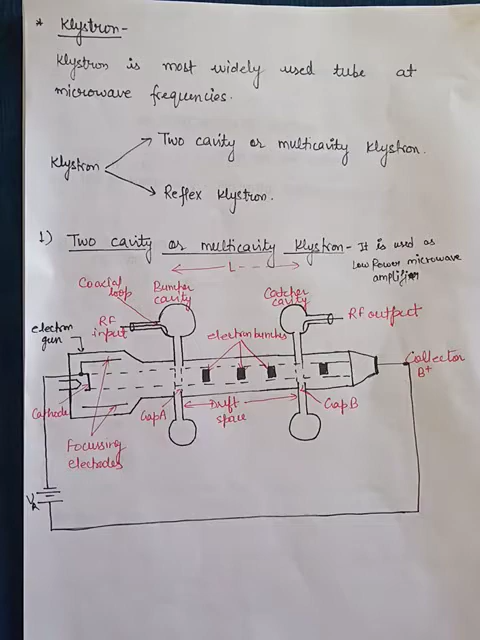 * Klystron-
Klystron is most widely used tube at
microwave frequencies.
Klystron
Two cavity or multicavity Klystron.
Reflex Klystron.
1) Two cavity or multicavity Klystron - It is used as
Low Power microwave
amplifier
L
Coaxial
loop
Bumper
cavity
Catcher
cavity
RF
input
RF output
electron
gun
electron bunches
Collector
B+
Cathode
Gap A
Drift
space
Gap B
Focussing
electrodes